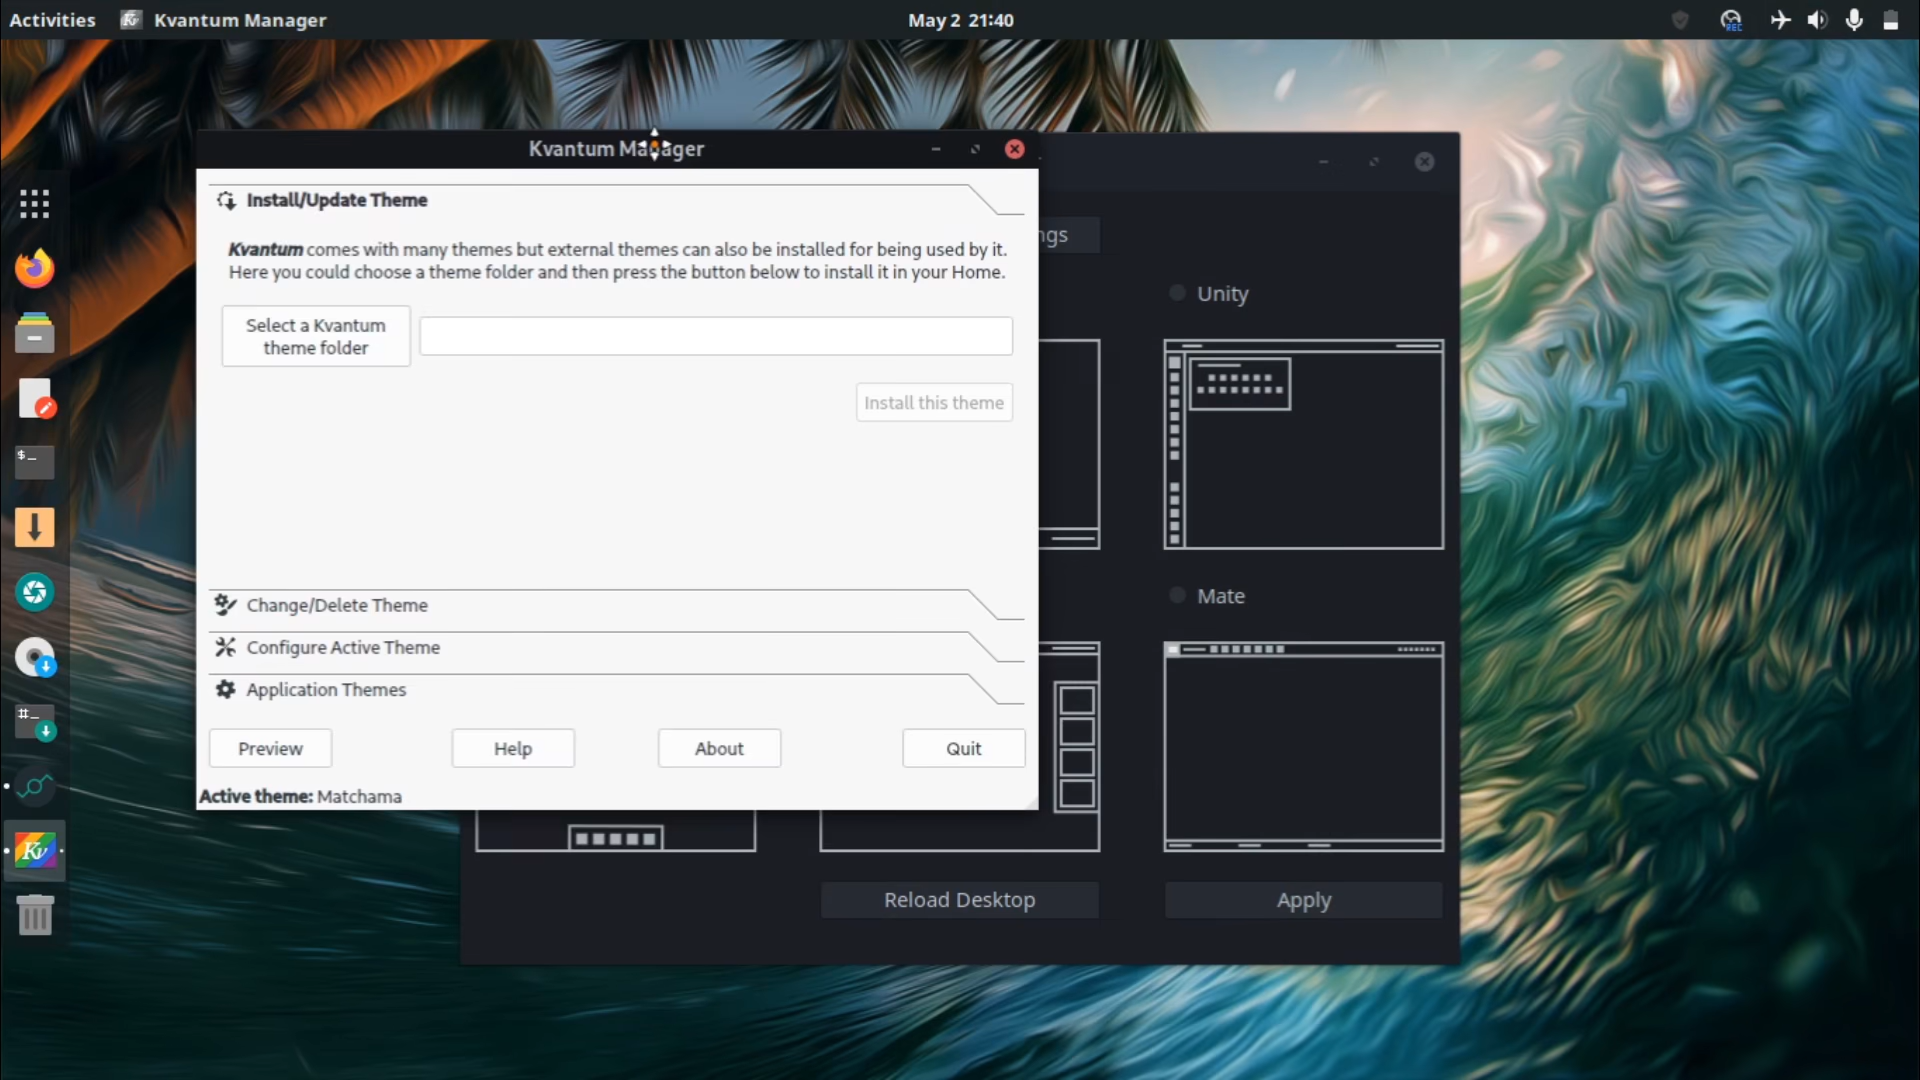 Activities
Kvantum Manager
May 2 21:40
REC
Kvantum Manager
Install/Update Theme
Kvantum comes with many themes but external themes can also be installed for being used by it.
Here you could choose a theme folder and then press the button below to install it in your Home.
Select a Kvantum
theme folder
Install this theme
Change/Delete Theme
Configure Active Theme
Application Themes
Preview
Help
About
Quit
Active theme: Matchama
ngs
Unity
Mate
Reload Desktop
Apply
$_
#_
Kv